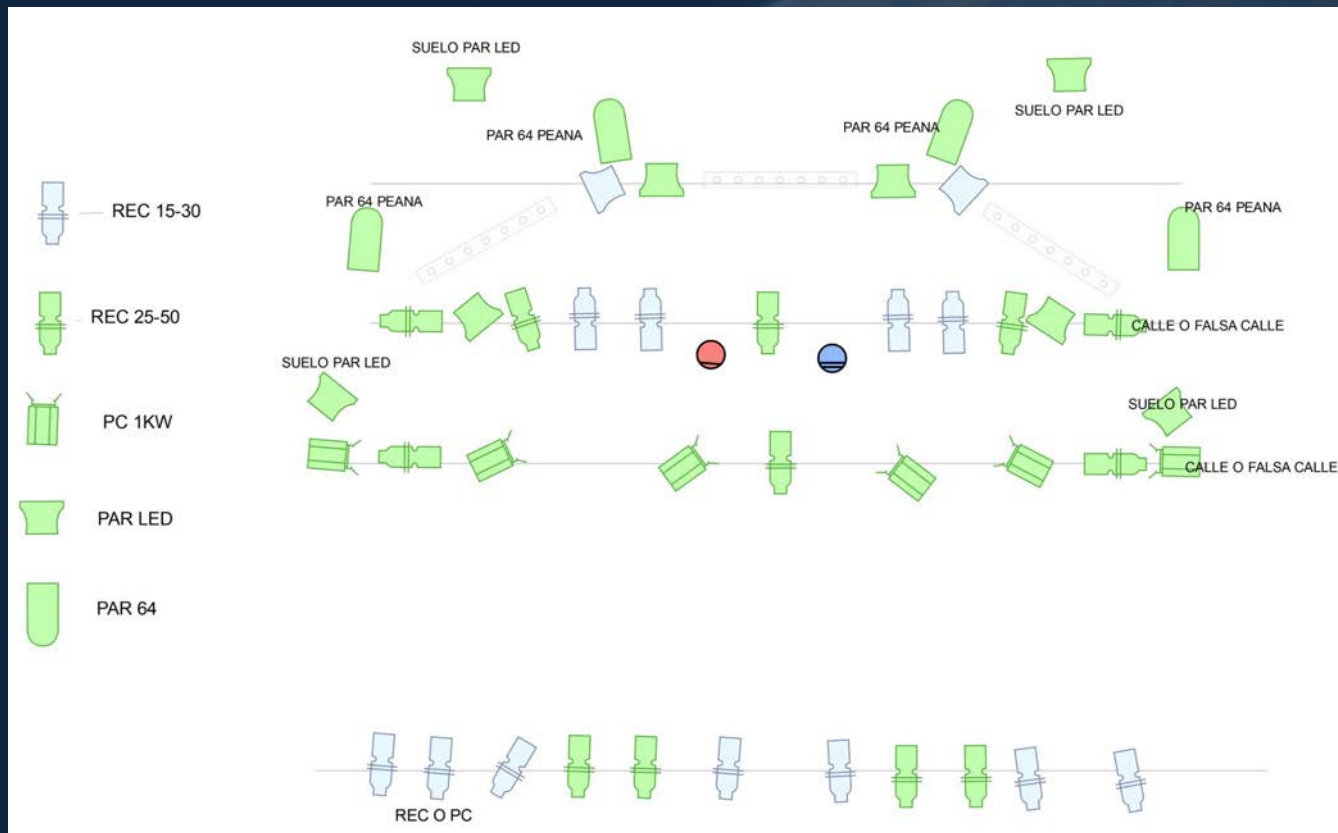 SUELO PAR LED
SUELO PAR LED
PAR 64 PEANA
PAR 64 PEANA
PAR 64 PEANA
PAR 64 PEANA
REC 15-30
REC 25-50
CALLE O FALSA CALLE
SUELO PAR LED
SUELO PAR LED
PC 1KW
CALLE O FALSA CALLE
PAR LED
PAR 64
REC O PC